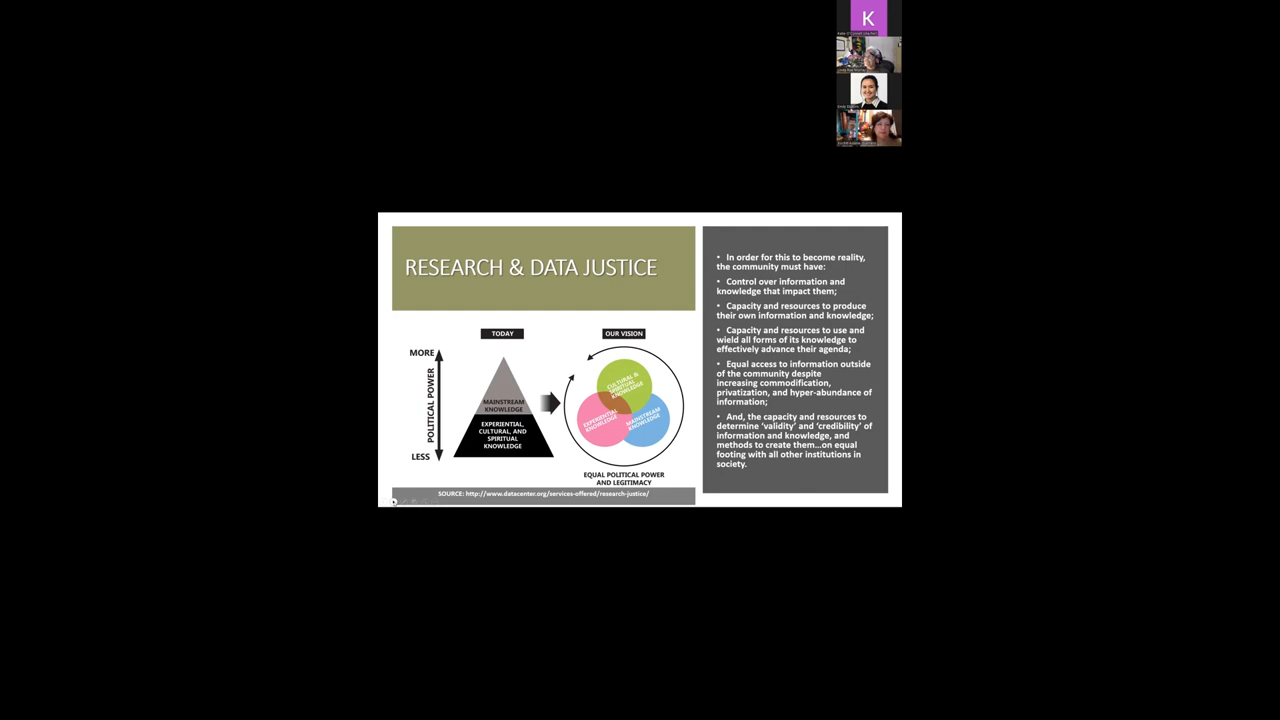 K
RESEARCH & DATA JUSTICE
TODAY
OUR VISION
MORE
POLITICAL POWER
LESS
MAINSTREAM
KNOWLEDGE
EXPERIENTIAL,
CULTURAL, AND
SPIRITUAL
KNOWLEDGE
CULTURAL &
SPIRITUAL
KNOWLEDGE
EXPERIENTIAL
KNOWLEDGE
MAINSTREAM
KNOWLEDGE
EQUAL POLITICAL POWER
AND LEGITIMACY
SOURCE: http://www.datacenter.org/services-offered/research-justice/
• In order for this to become reality,
the community must have:
• Control over information and
knowledge that impact them;
• Capacity and resources to produce
their own information and knowledge;
• Capacity and resources to use and
wield all forms of its knowledge to
effectively advance their agenda;
• Equal access to information outside
of the community despite
increasing commodification,
privatization, and hyper-abundance of
information;
• And, the capacity and resources to
determine ‘validity’ and ‘credibility’ of
information and knowledge, and
methods to create them…on equal
footing with all other institutions in
society.